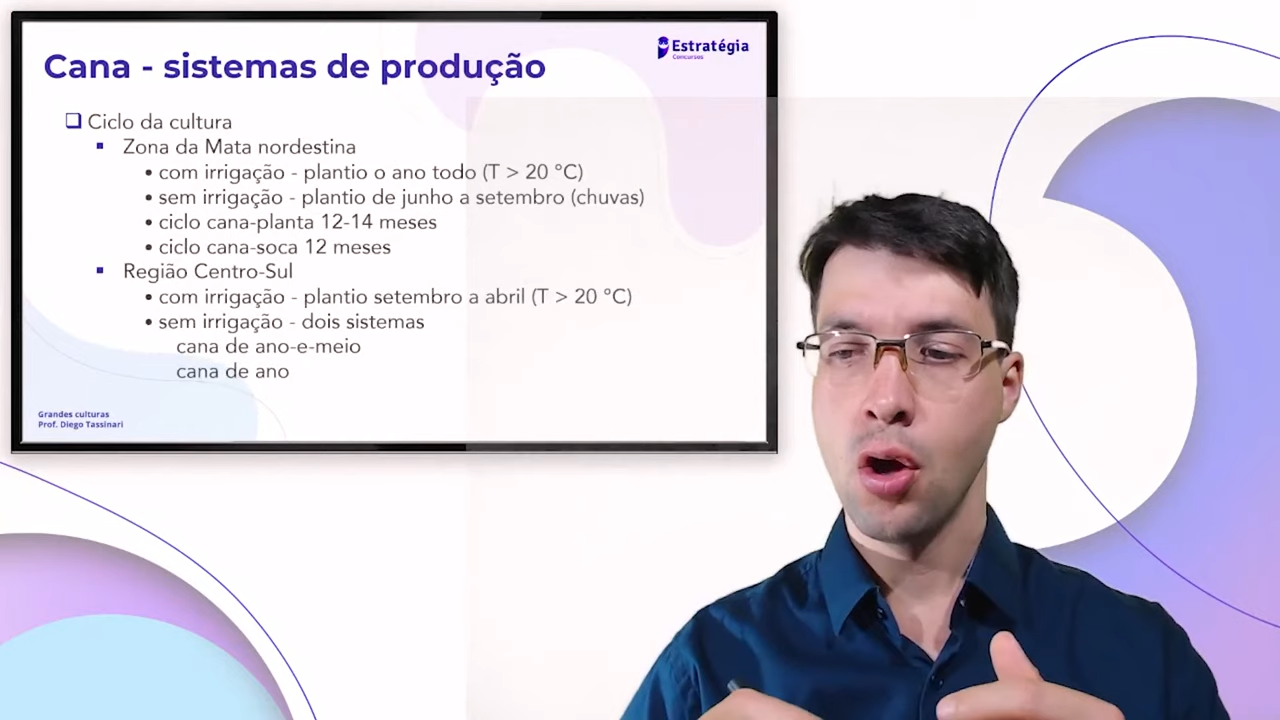 Cana - sistemas de produção
Estratégia
Concursos
Ciclo da cultura
Zona da Mata nordestina
com irrigação - plantio o ano todo (T > 20 °C)
sem irrigação - plantio de junho a setembro (chuvas)
ciclo cana-planta 12-14 meses
ciclo cana-soca 12 meses
Região Centro-Sul
com irrigação - plantio setembro a abril (T > 20 °C)
sem irrigação - dois sistemas
cana de ano-e-meio
cana de ano
Grandes culturas
Prof. Diego Tassinari